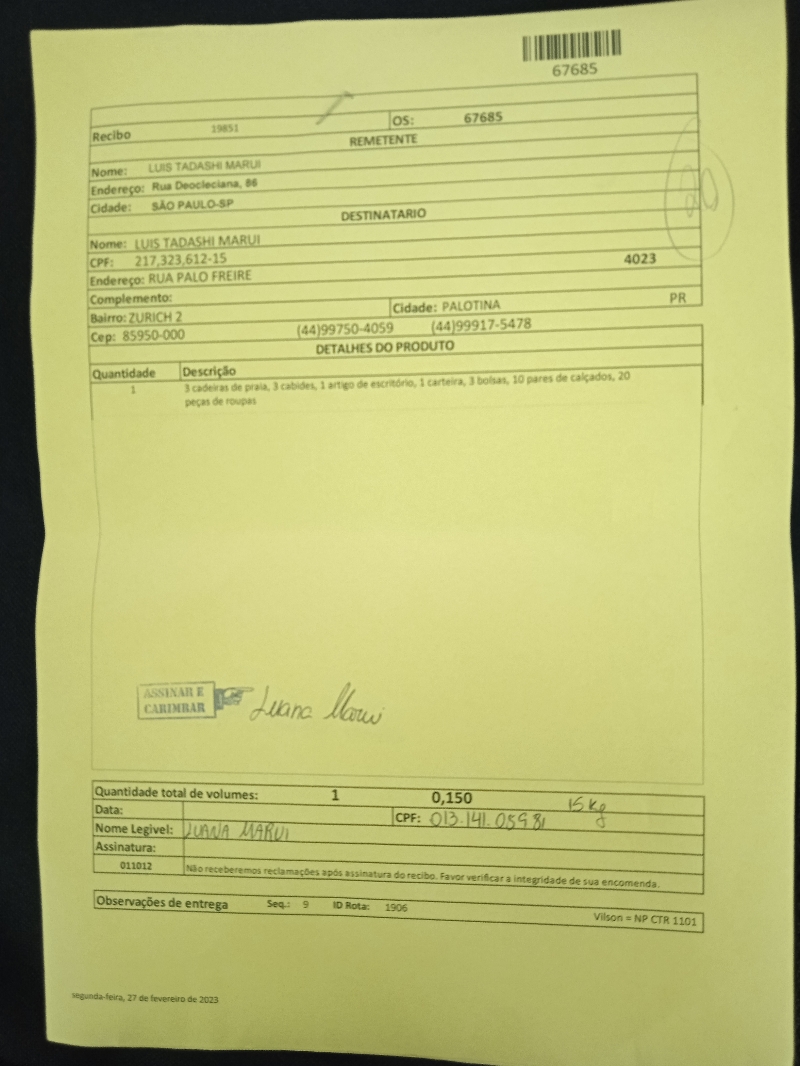 67685
Recibo 19851 OS: 67685
REMETENTE
Nome: LUIS TADASHI MARUI
Endereço: Rua Deocleciana, 86
Cidade: SÃO PAULO-SP
DESTINATARIO
Nome: LUIS TADASHI MARUI
CPF: 217,323,612-15 4023
Endereço: RUA PALO FREIRE
Complemento:
Bairro: ZURICH 2 Cidade: PALOTINA PR
Cep: 85950-000 (44)99750-4059 (44)99917-5478
DETALHES DO PRODUTO
Quantidade Descrição
1 3 cadeiras de praia, 3 cabides, 1 artigo de escritório, 1 carteira, 3 bolsas, 10 pares de calçados, 20
peças de roupas
ASSINAR E
CARIMBAR
Luana Marui
Quantidade total de volumes: 1 0,150 15 kg
Data: CPF: 013.141.059 81
Nome Legivel: LUANA MARUI
Assinatura:
011012 Não receberemos reclamações após assinatura do recibo. Favor verificar a integridade de sua encomenda.
Observações de entrega Seq.: 9 ID Rota: 1906 Vilson = NP CTR 1101
segunda-feira, 27 de fevereiro de 2023